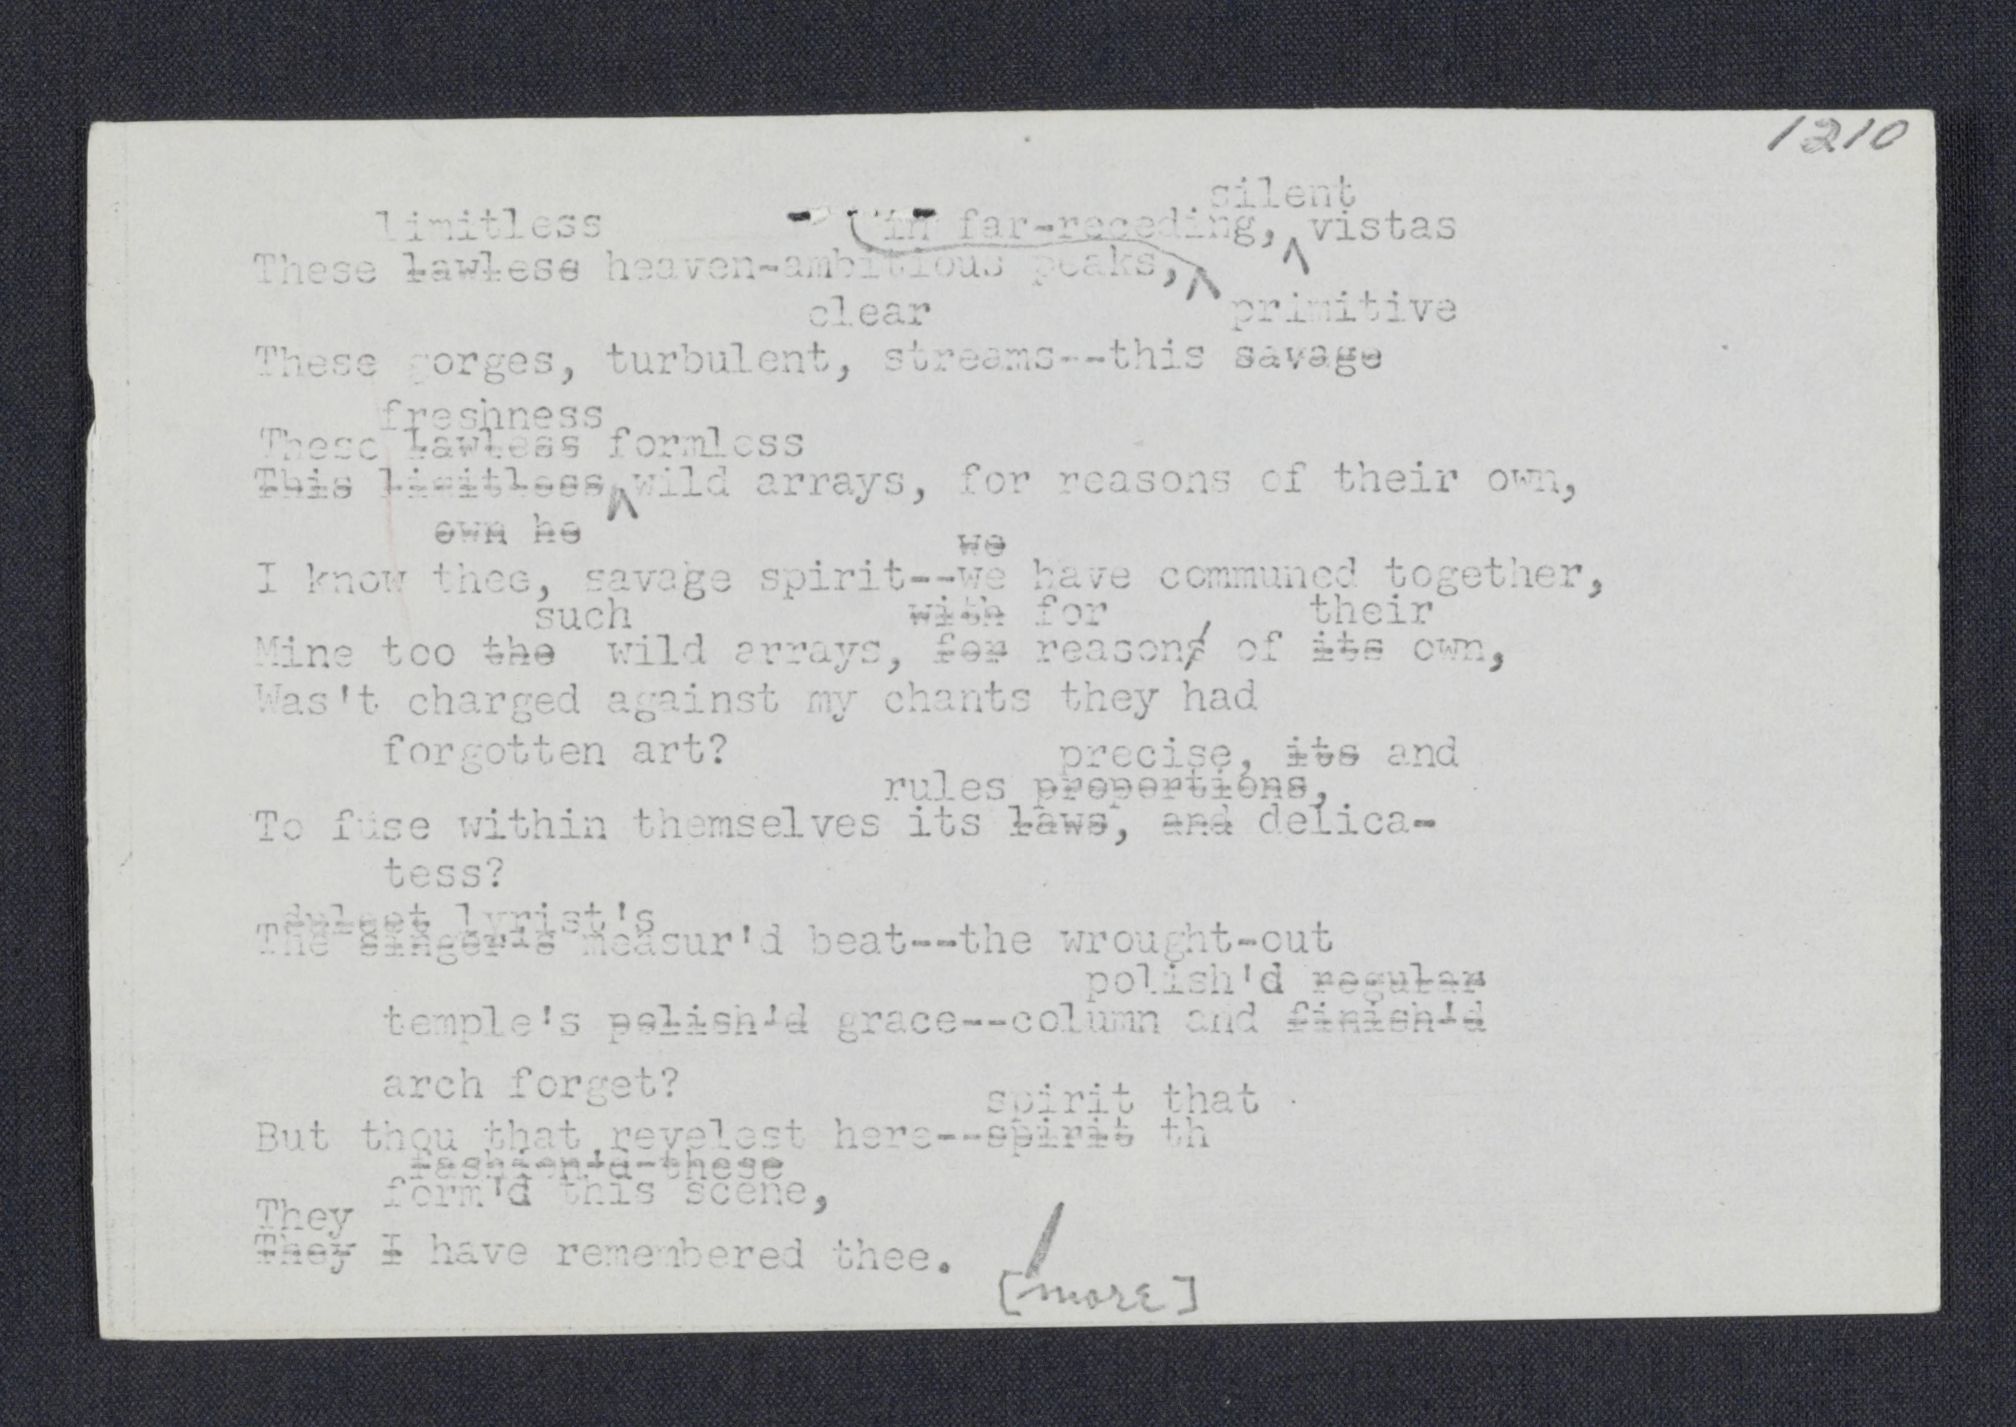 1210
silent
limitless in far-receding, ^ vistas
These lawless heaven-ambitious peaks, ^
clear primitive
These gorges, turbulent, streams--this savage
freshness
These lawless formless
This limitless ^ wild arrays, for reasons of their own,
own he
we
I know thee, savage spirit--we have communed together,
such with for their
Mine too the wild arrays, for reasons of its own,
Was't charged against my chants they had
forgotten art?
precise, its and
rules proportions,
To fuse within themselves its laws, and delica-
tess?
dulcet lyrist's
The singer's measur'd beat--the wrought-out
polish'd regular
temple's polish'd grace--column and finish'd
arch forget?
spirit that
But thou that revelest here--spirit th
fashion'd these
form'd this scene,
They
They I have remembered thee.
[more]